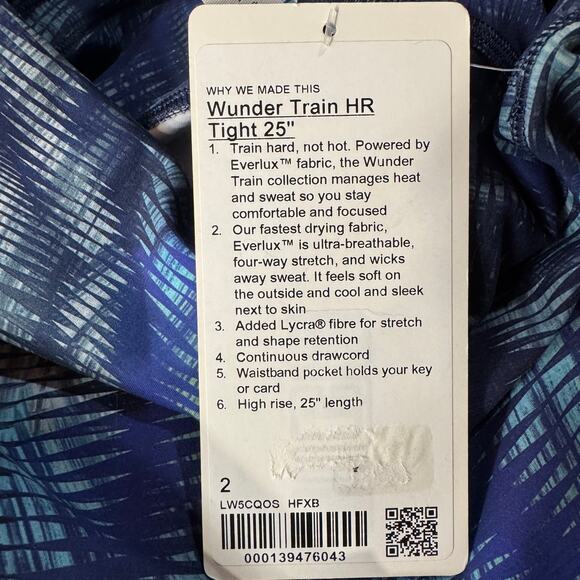 WHY WE MADE THIS
Wunder Train HR
Tight 25"
1. Train hard, not hot. Powered by
Everlux™ fabric, the Wunder
Train collection manages heat
and sweat so you stay
comfortable and focused
2. Our fastest drying fabric,
Everlux™ is ultra-breathable,
four-way stretch, and wicks
away sweat. It feels soft on
the outside and cool and sleek
next to skin
3. Added Lycra® fibre for stretch
and shape retention
4. Continuous drawcord
5. Waistband pocket holds your key
or card
6. High rise, 25" length
2
LW5CQOS HFXB
000139476043